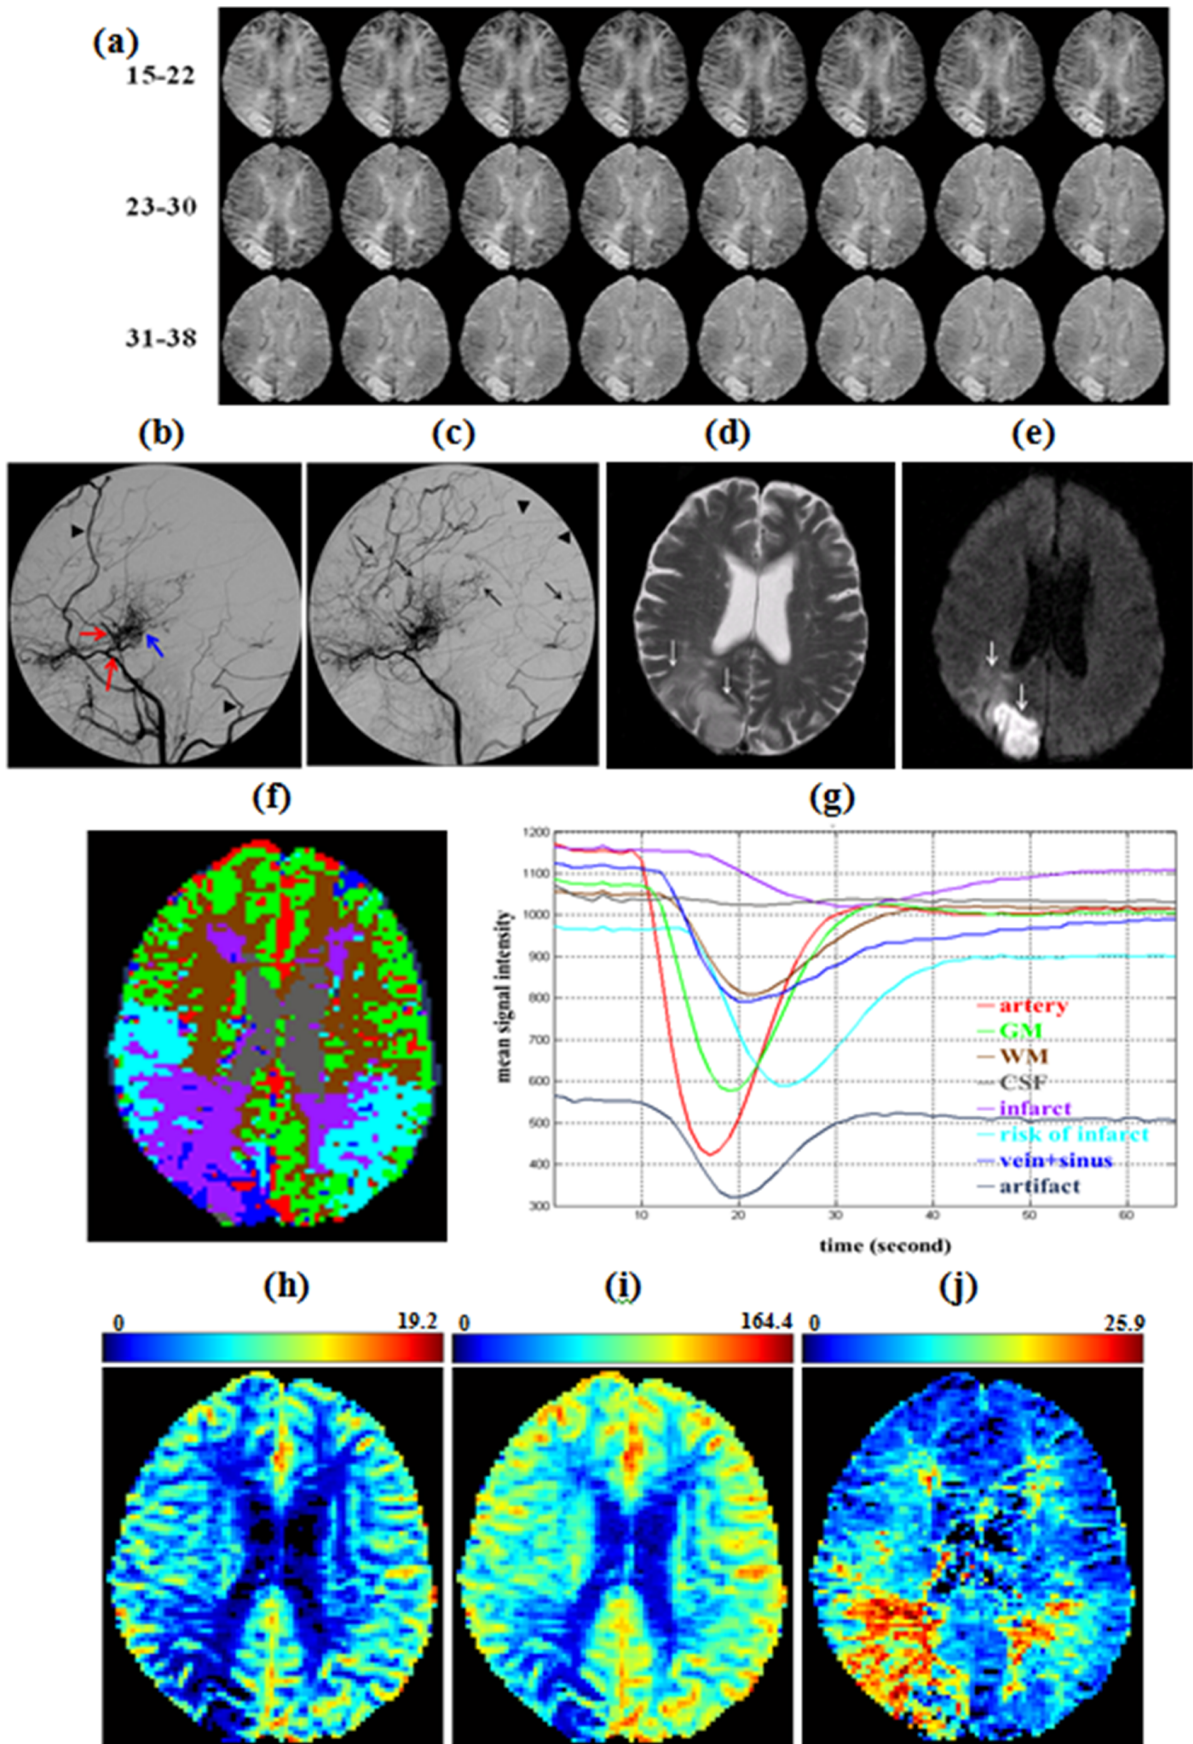 (a)
15-22
23-30
31-38
(b) (c) (d) (e)
(f) (g)
1200
1100
1000
900
800
700
600
500
400
300
mean signal intensity
artery
GM
WM
CSF
infarct
risk of infarct
vein+sinus
artifact
10 20 30 40 50 60
time (second)
(h) (i) (j)
0 19.2 0 164.4 0 25.9